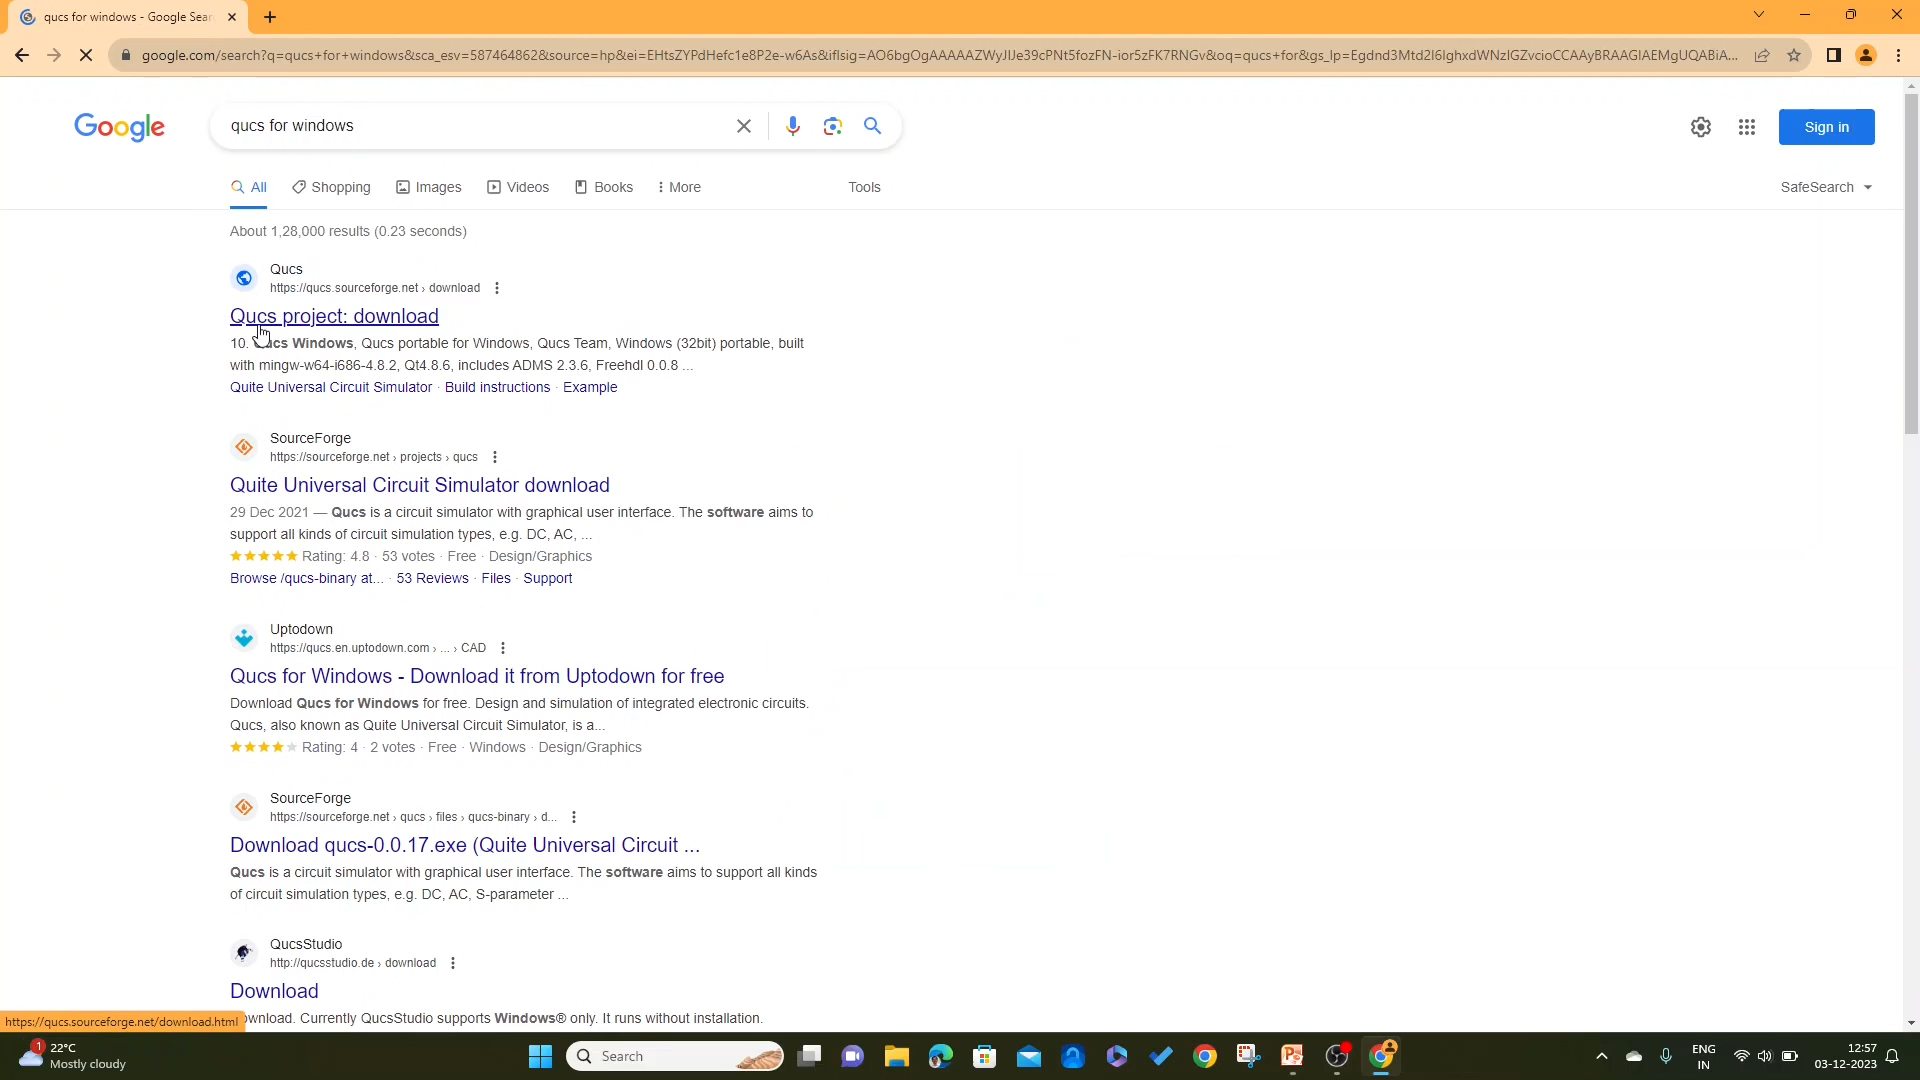 qucs for windows - Google Sear
google.com/search?q=qucs+for+windows&sca_esv=587464862&source=hp&ei=EHtsZYPdHefc1e8P2e-w6As&iflsig=AO6bgOgAAAAAZWyJIJe39cPNt5fozFN-ior5zFK7RNGv&oq=qucs+for&gs_lp=Egdnd3Mtd2l6IghxdWNzIGZvcioCCAAyBRAAGIAEMgUQABiA...
Google
qucs for windows
Sign in
All
Shopping
Images
Videos
Books
More
Tools
SafeSearch
About 1,28,000 results (0.23 seconds)
Qucs
https://qucs.sourceforge.net › download
Qucs project: download
10. Qucs Windows, Qucs portable for Windows, Qucs Team, Windows (32bit) portable, built
with mingw-w64-i686-4.8.2, Qt4.8.6, includes ADMS 2.3.6, Freehdl 0.0.8 ...
Quite Universal Circuit Simulator · Build instructions · Example
SourceForge
https://sourceforge.net › projects › qucs
Quite Universal Circuit Simulator download
29 Dec 2021 — Qucs is a circuit simulator with graphical user interface. The software aims to
support all kinds of circuit simulation types, e.g. DC, AC, ...
Rating: 4.8 · 53 votes · Free · Design/Graphics
Browse /qucs-binary at... · 53 Reviews · Files · Support
Uptodown
https://qucs.en.uptodown.com › ... › CAD
Qucs for Windows - Download it from Uptodown for free
Download Qucs for Windows for free. Design and simulation of integrated electronic circuits.
Qucs, also known as Quite Universal Circuit Simulator, is a...
Rating: 4 · 2 votes · Free · Windows · Design/Graphics
SourceForge
https://sourceforge.net › qucs › files › qucs-binary › d...
Download qucs-0.0.17.exe (Quite Universal Circuit ...
Qucs is a circuit simulator with graphical user interface. The software aims to support all kinds
of circuit simulation types, e.g. DC, AC, S-parameter ...
QucsStudio
http://qucsstudio.de › download
Download
wnload. Currently QucsStudio supports Windows® only. It runs without installation.
https://qucs.sourceforge.net/download.html
1
22°C
Mostly cloudy
Search
ENG
IN
12:57
03-12-2023